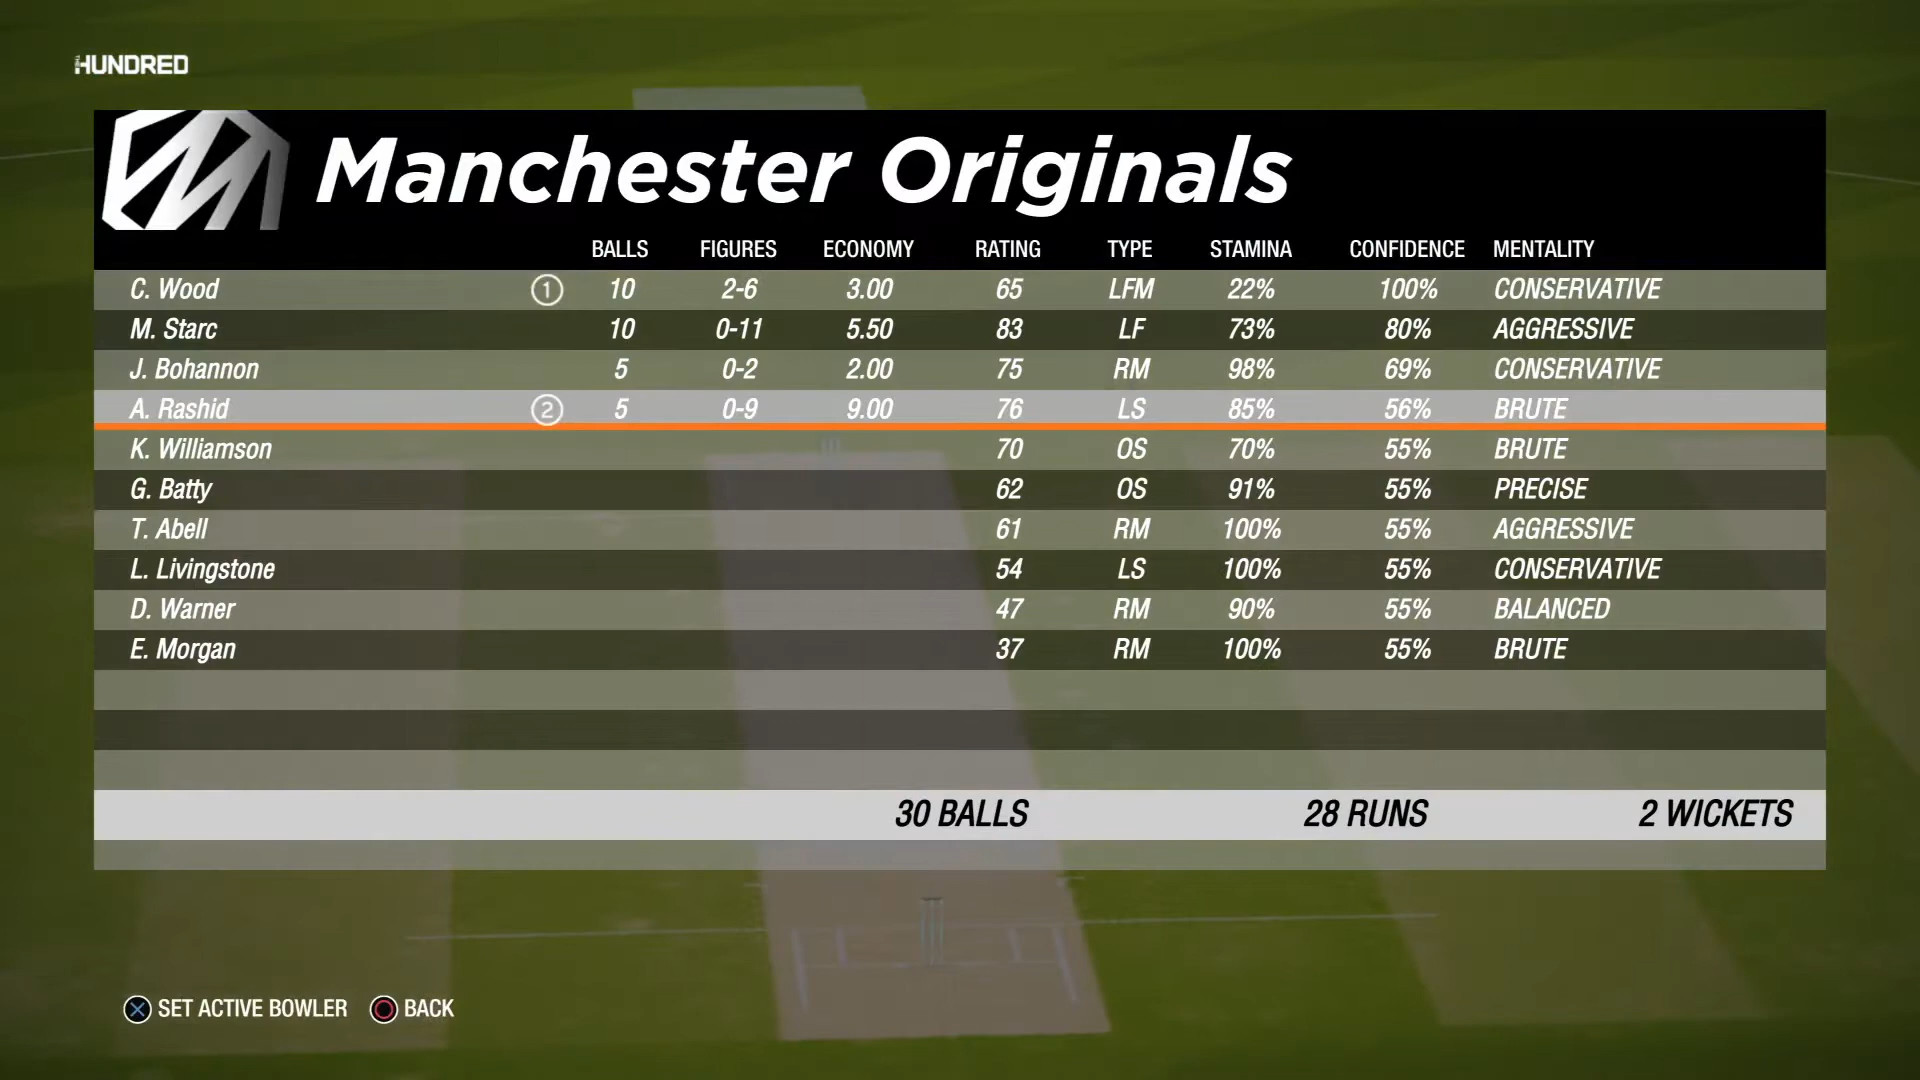 THE HUNDRED
Manchester Originals
BALLS FIGURES ECONOMY RATING TYPE STAMINA CONFIDENCE MENTALITY
C. Wood 1 10 2-6 3.00 65 LFM 22% 100% CONSERVATIVE
M. Starc 10 0-11 5.50 83 LF 73% 80% AGGRESSIVE
J. Bohannon 5 0-2 2.00 75 RM 98% 69% CONSERVATIVE
A. Rashid 2 5 0-9 9.00 76 LS 85% 56% BRUTE
K. Williamson 70 OS 70% 55% BRUTE
G. Batty 62 OS 91% 55% PRECISE
T. Abell 61 RM 100% 55% AGGRESSIVE
L. Livingstone 54 LS 100% 55% CONSERVATIVE
D. Warner 47 RM 90% 55% BALANCED
E. Morgan 37 RM 100% 55% BRUTE
30 BALLS 28 RUNS 2 WICKETS
SET ACTIVE BOWLER BACK